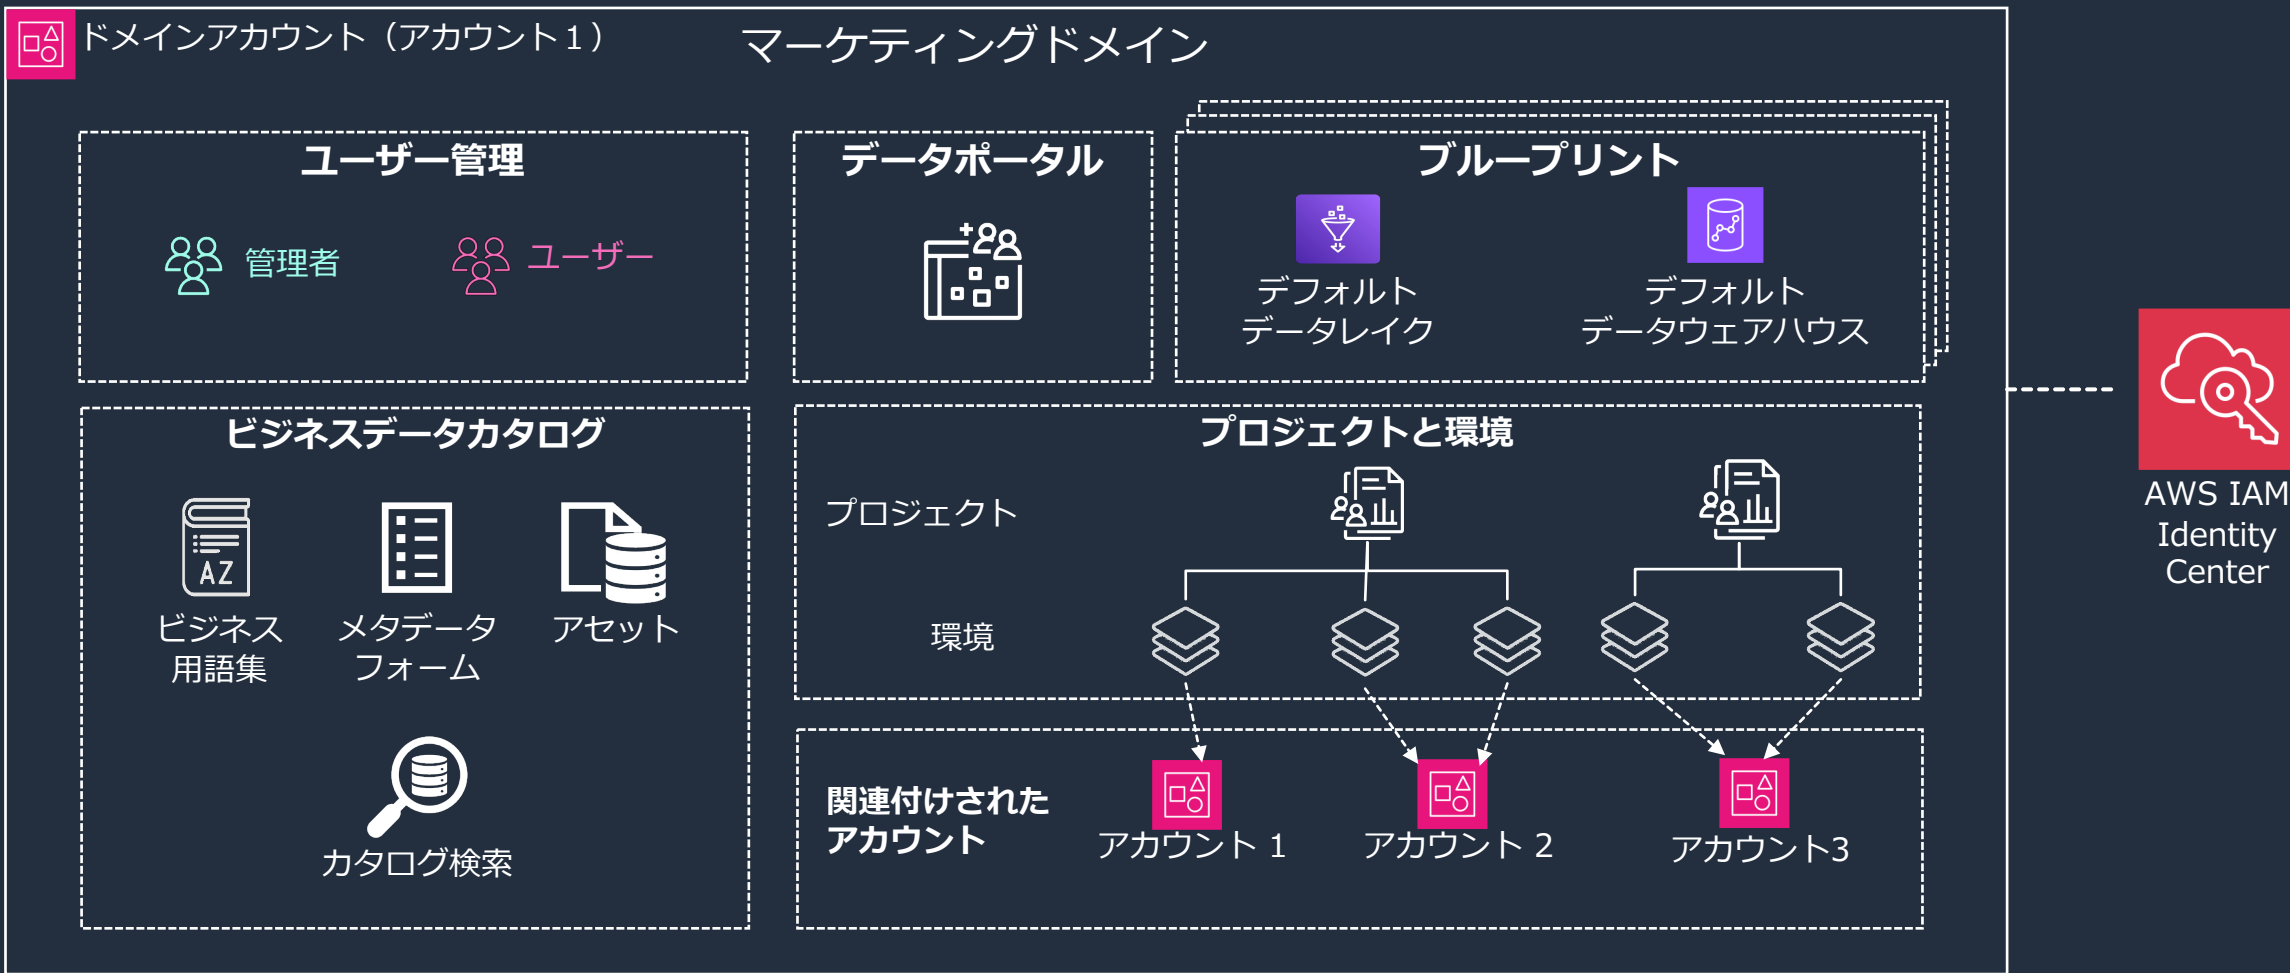 ドメインアカウント（アカウント１）
マーケティングドメイン
ユーザー管理
管理者
ユーザー
データポータル
ブループリント
デフォルト
データレイク
デフォルト
データウェアハウス
ビジネスデータカタログ
AZ
ビジネス
用語集
メタデータ
フォーム
アセット
カタログ検索
プロジェクトと環境
プロジェクト
環境
関連付けされた
アカウント
アカウント 1
アカウント 2
アカウント3
AWS IAM
Identity
Center